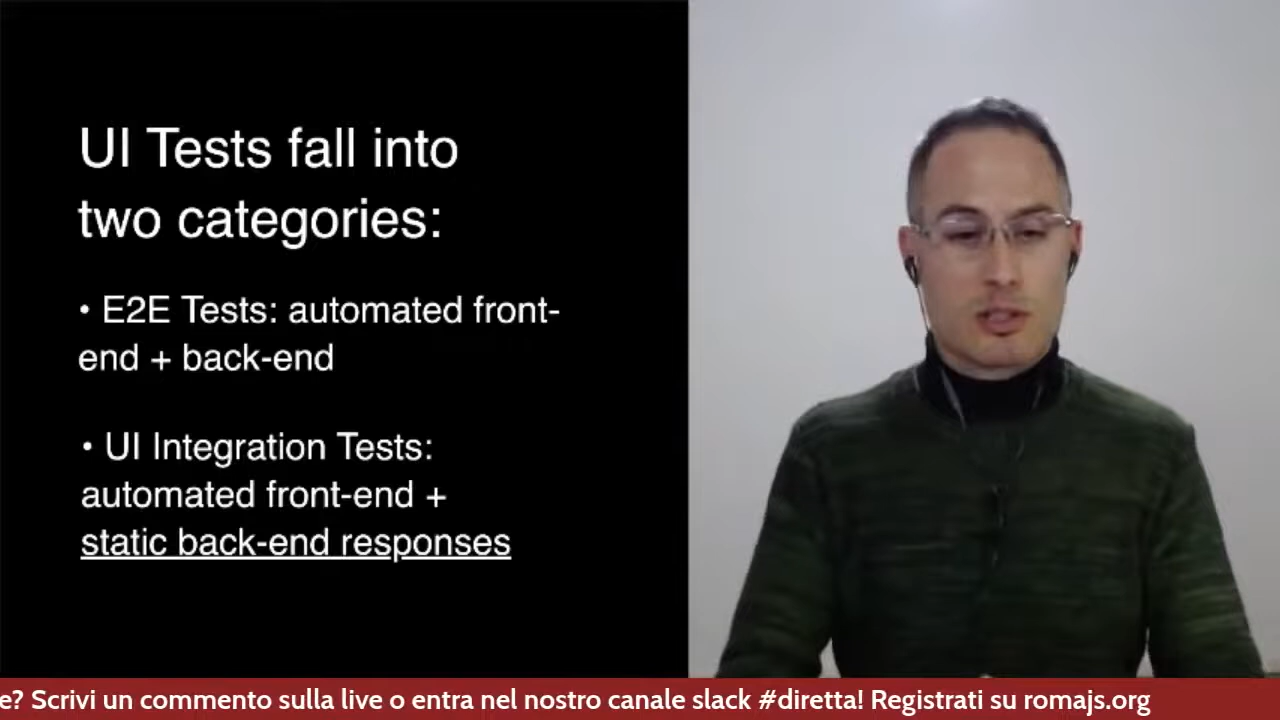 UI Tests fall into
two categories:
• E2E Tests: automated front-
end + back-end
• UI Integration Tests:
automated front-end +
static back-end responses
e? Scrivi un commento sulla live o entra nel nostro canale slack #diretta! Registrati su romajs.org